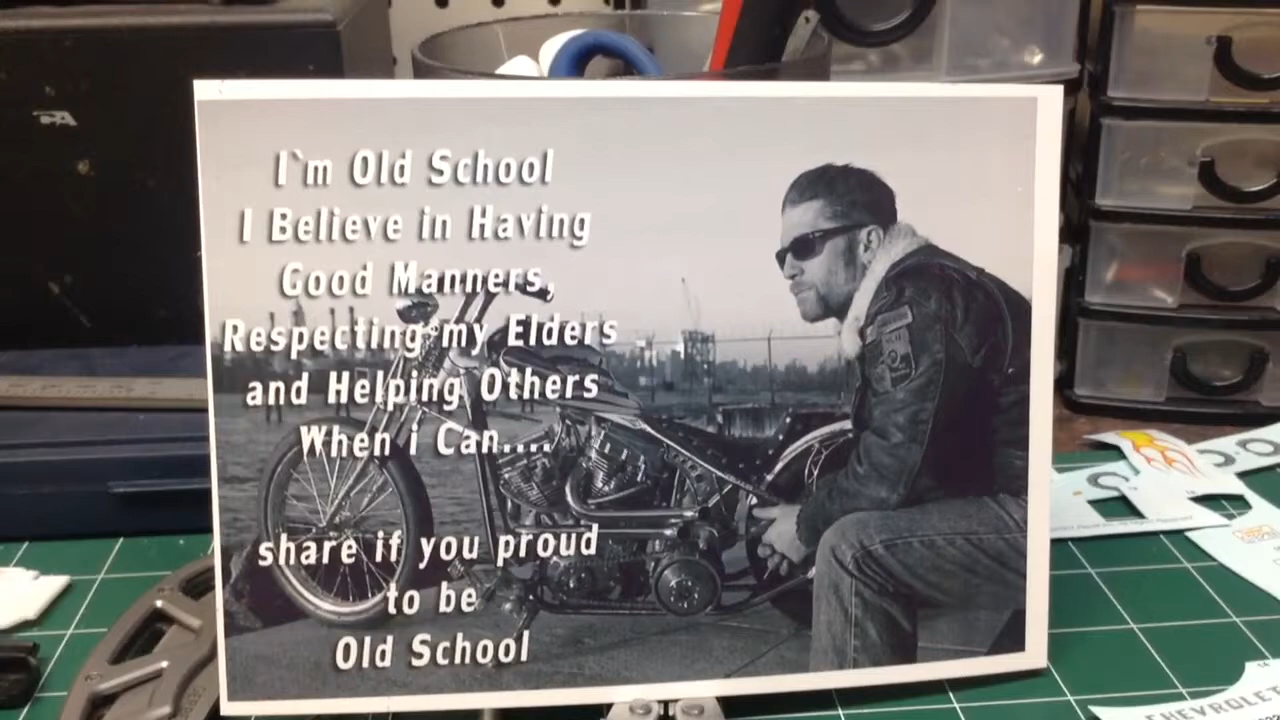 I`m Old School
I Believe in Having
Good Manners,
Respecting my Elders
and Helping Others
When i Can....
share if you proud
to be
Old School
CHEVROLET